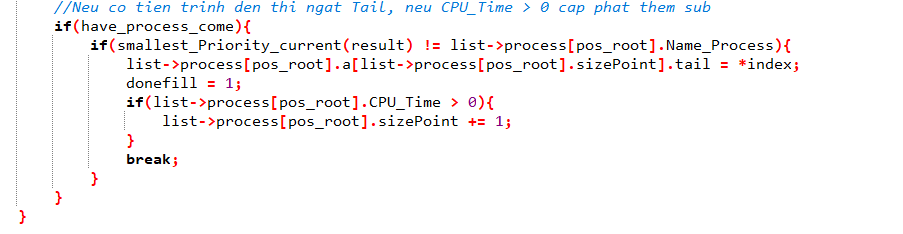 //Neu co tien trinh den thi ngat Tail, neu CPU_Time > 0 cap phat them sub
if(have_process_come){
if(smallest_Priority_current(result) != list->process[pos_root].Name_Process){
list->process[pos_root].a[list->process[pos_root].sizePoint].tail = *index;
donefill = 1;
if(list->process[pos_root].CPU_Time > 0){
list->process[pos_root].sizePoint += 1;
}
break;
}
}
}